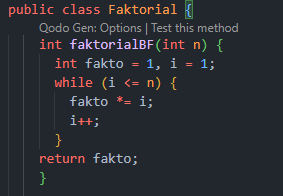 public class Faktorial {
Qodo Gen: Options | Test this method
int faktorialBF(int n) {
int fakto = 1, i = 1;
while (i <= n) {
fakto *= i;
i++;
}
return fakto;
}